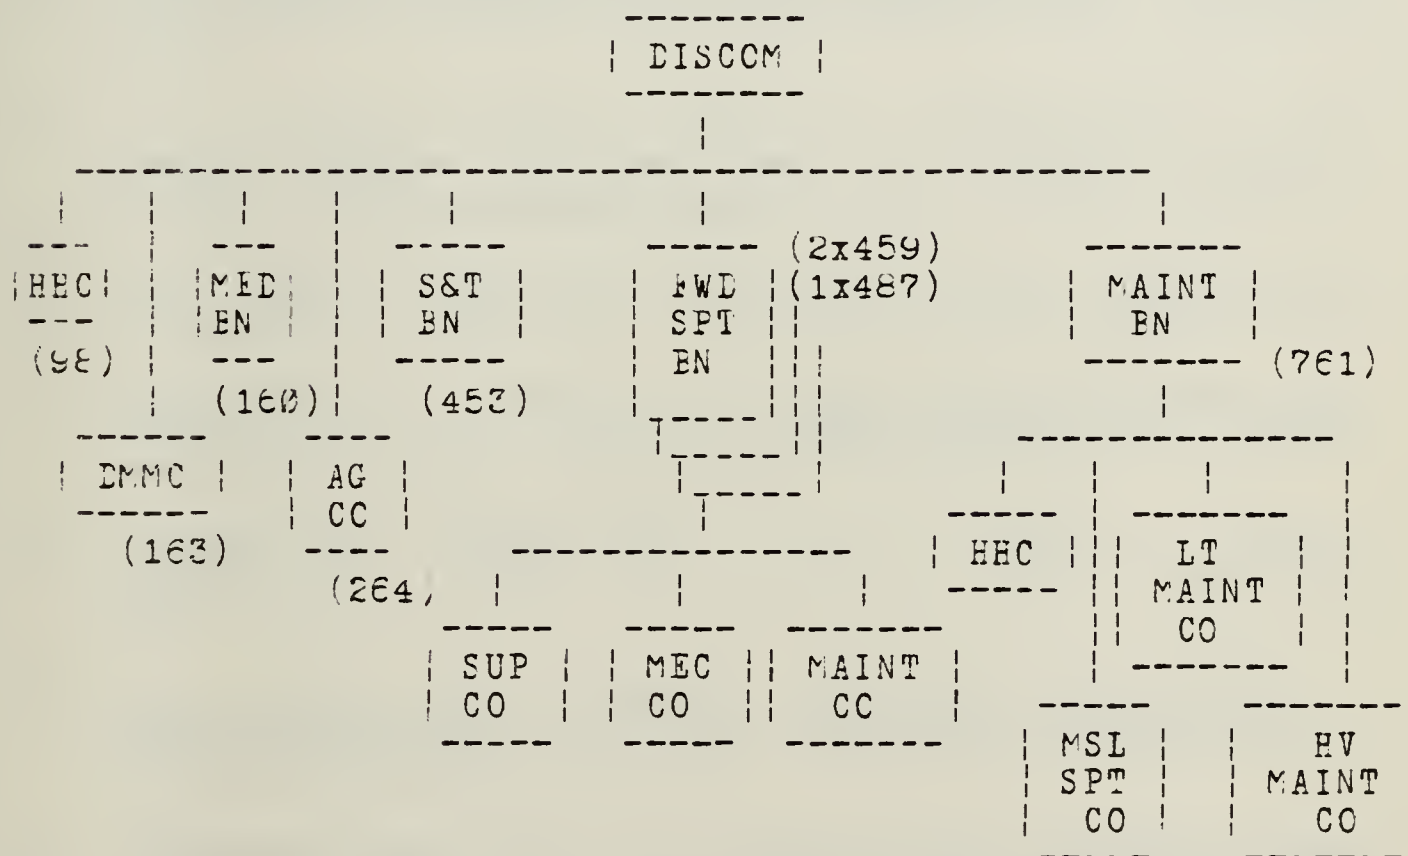 DISCOM
(2x459)
HHC
MED
S&T
FWD
(1x487)
MAINT
BN
BN
SPT
BN
(98)
BN
(761)
(160)
(453)
DMMC
AG
CO
HHC
LT
(163)
(264)
MAINT
CO
SUP
MED
MAINT
CO
CO
CO
MSL
HV
SPT
MAINT
CO
CO